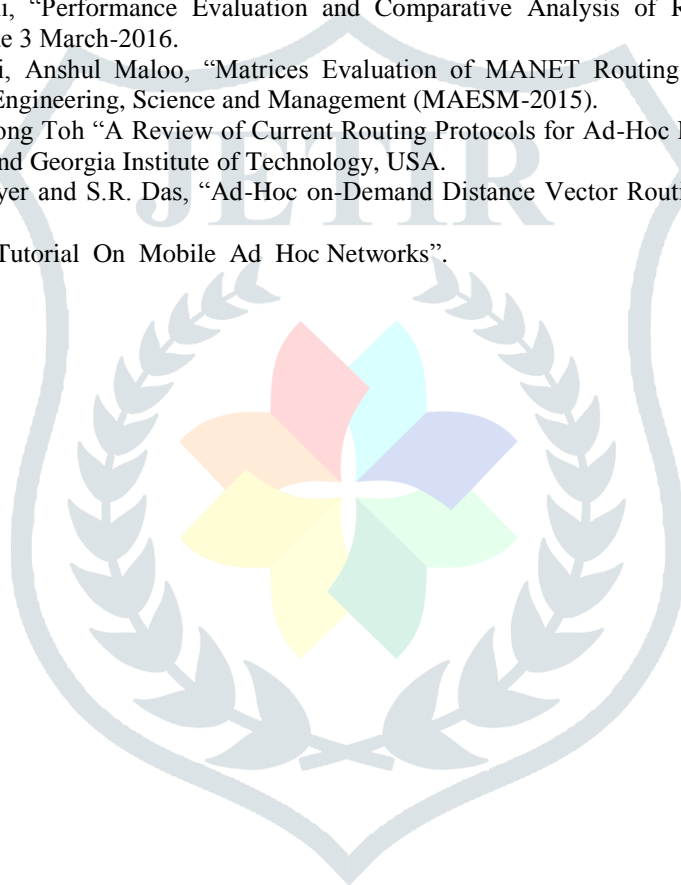 i, “Performance Evaluation and Comparative Analysis of R
e 3 March-2016.
i, Anshul Maloo, “Matrices Evaluation of MANET Routing
Engineering, Science and Management (MAESM-2015).
ong Toh “A Review of Current Routing Protocols for Ad-Hoc
nd Georgia Institute of Technology, USA.
yer and S.R. Das, “Ad-Hoc on-Demand Distance Vector Routi
JETIR
Tutorial On Mobile Ad Hoc Networks”.